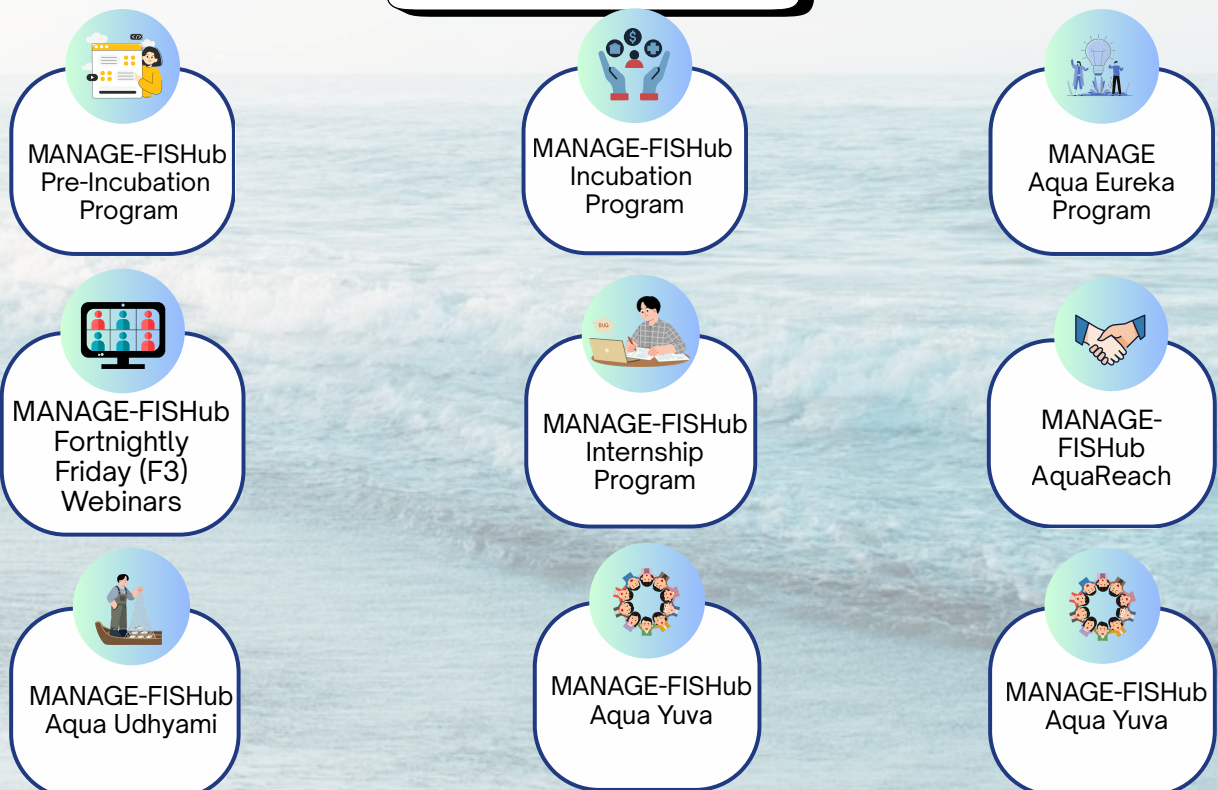 MANAGE-FISHub
Pre-Incubation
Program
MANAGE-FISHub
Incubation
Program
MANAGE
Aqua Eureka
Program
MANAGE-FISHub
Fortnightly
Friday (F3)
Webinars
BUG
MANAGE-FISHub
Internship
Program
MANAGE-
FISHub
AquaReach
MANAGE-FISHub
Aqua Udhyami
MANAGE-FISHub
Aqua Yuva
MANAGE-FISHub
Aqua Yuva